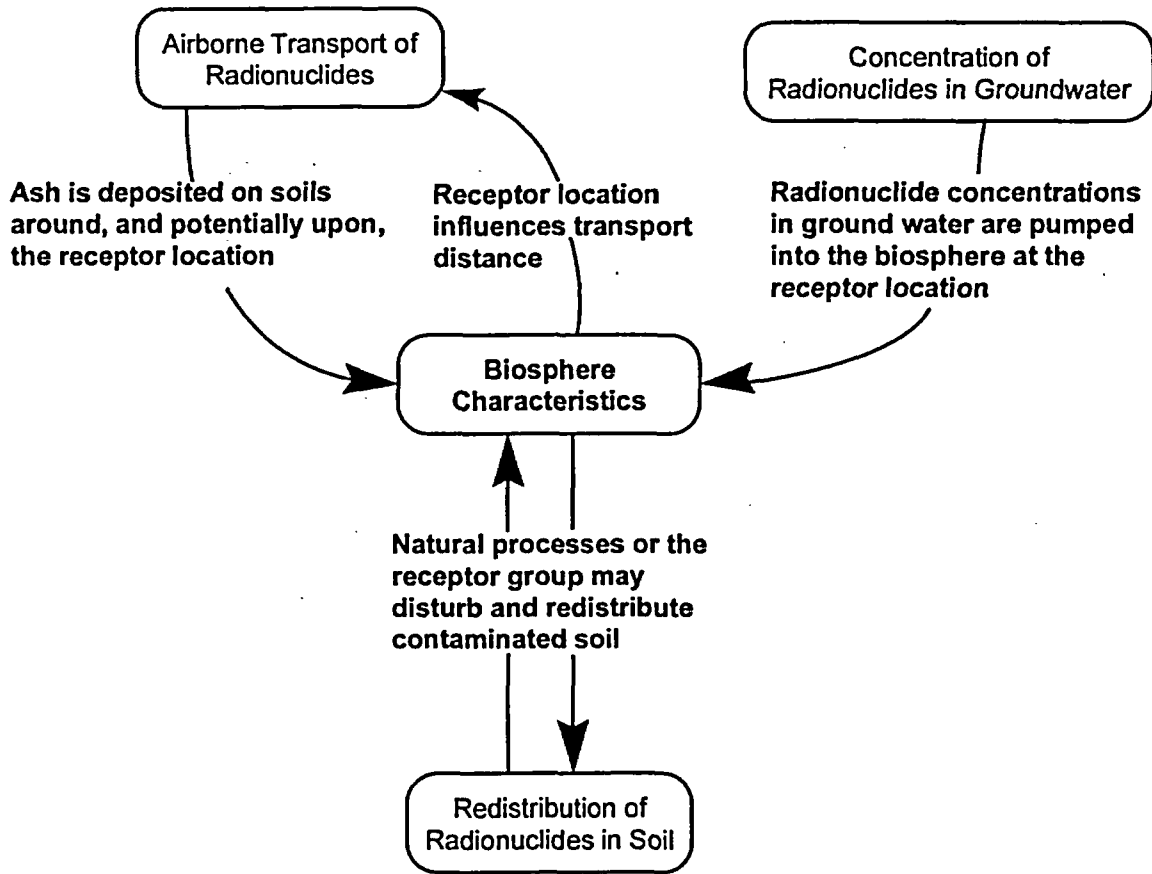 Airborne Transport of
Radionuclides
Concentration of
Radionuclides in Groundwater
Ash is deposited on soils
around, and potentially upon,
the receptor location
Receptor location
influences transport
distance
Radionuclide concentrations
in ground water are pumped
into the biosphere at the
receptor location
Biosphere
Characteristics
Natural processes or the
receptor group may
disturb and redistribute
contaminated soil
Redistribution of
Radionuclides in Soil